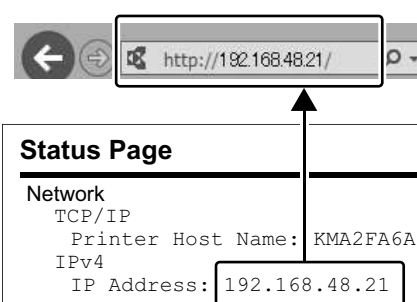 http://192.168.48.21/
Status Page
Network
TCP/IP
Printer Host Name: KMA2FA6A
IPv4
IP Address: 192.168.48.21